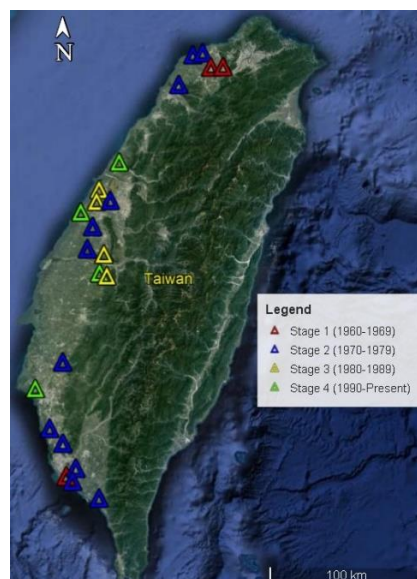 N
Taiwan
Legend
Stage 1 (1960-1969)
Stage 2 (1970-1979)
Stage 3 (1980-1989)
Stage 4 (1990-Present)
100 km